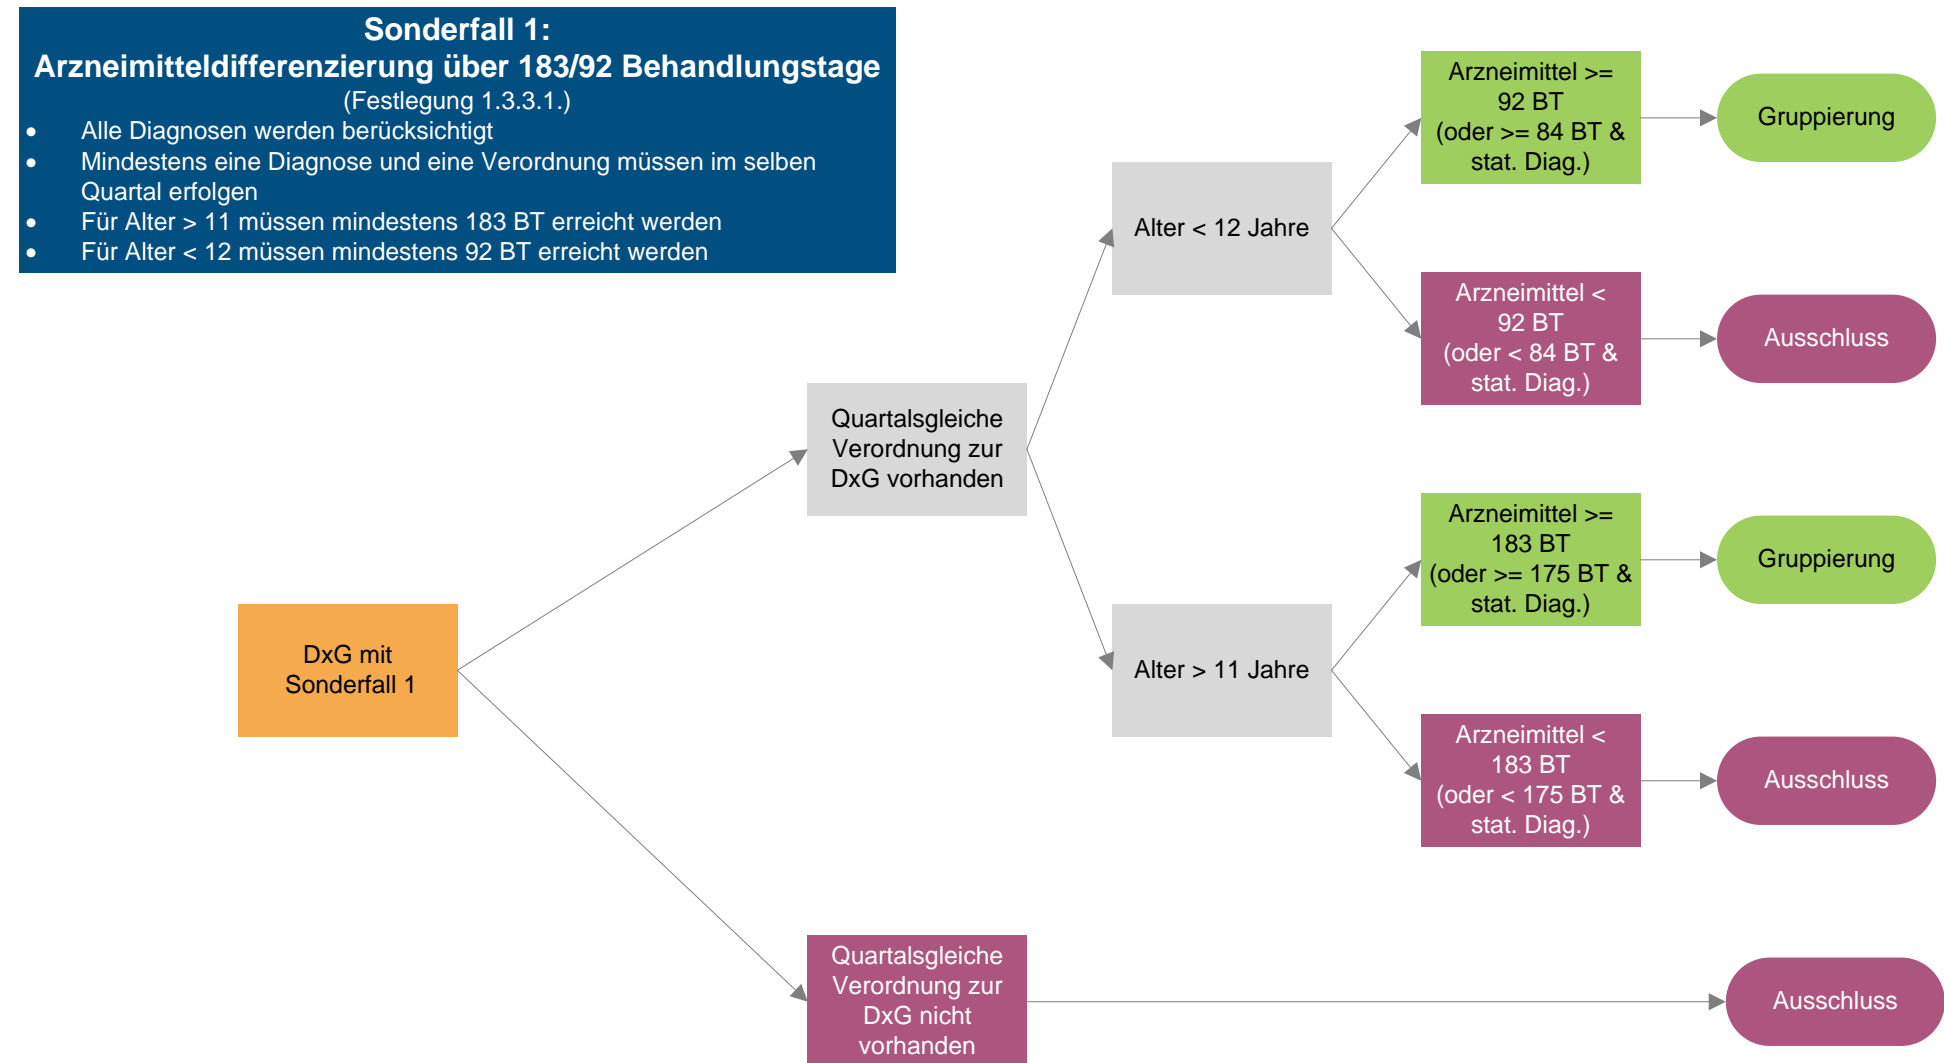 Sonderfall 1:
Arzneimitteldifferenzierung über 183/92 Behandlungstage
(Festlegung 1.3.3.1.)
• Alle Diagnosen werden berücksichtigt
• Mindestens eine Diagnose und eine Verordnung müssen im selben
Quartal erfolgen
• Für Alter > 11 müssen mindestens 183 BT erreicht werden
• Für Alter < 12 müssen mindestens 92 BT erreicht werden
DxG mit
Sonderfall 1
Quartalsgleiche
Verordnung zur
DxG vorhanden
Alter < 12 Jahre
Arzneimittel >=
92 BT
(oder >= 84 BT &
stat. Diag.)
Gruppierung
Arzneimittel <
92 BT
(oder < 84 BT &
stat. Diag.)
Ausschluss
Alter > 11 Jahre
Arzneimittel >=
183 BT
(oder >= 175 BT &
stat. Diag.)
Gruppierung
Arzneimittel <
183 BT
(oder < 175 BT &
stat. Diag.)
Ausschluss
Quartalsgleiche
Verordnung zur
DxG nicht
vorhanden
Ausschluss